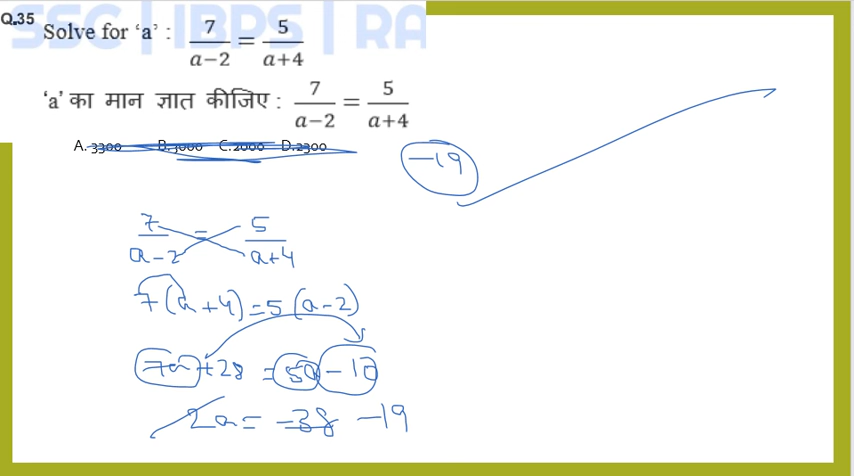 SSC | IBPS | RA
Q.35
Solve for ‘a’ : 7/(a−2) = 5/(a+4)
‘a’ का मान ज्ञात कीजिए : 7/(a−2) = 5/(a+4)
A. 3300 B.3000 C.2000 D.2300
−19
7/(a−2) = 5/(a+4)
7(a+4)=5(a−2)
7a+28 = 5a−10
2a= −38 −19